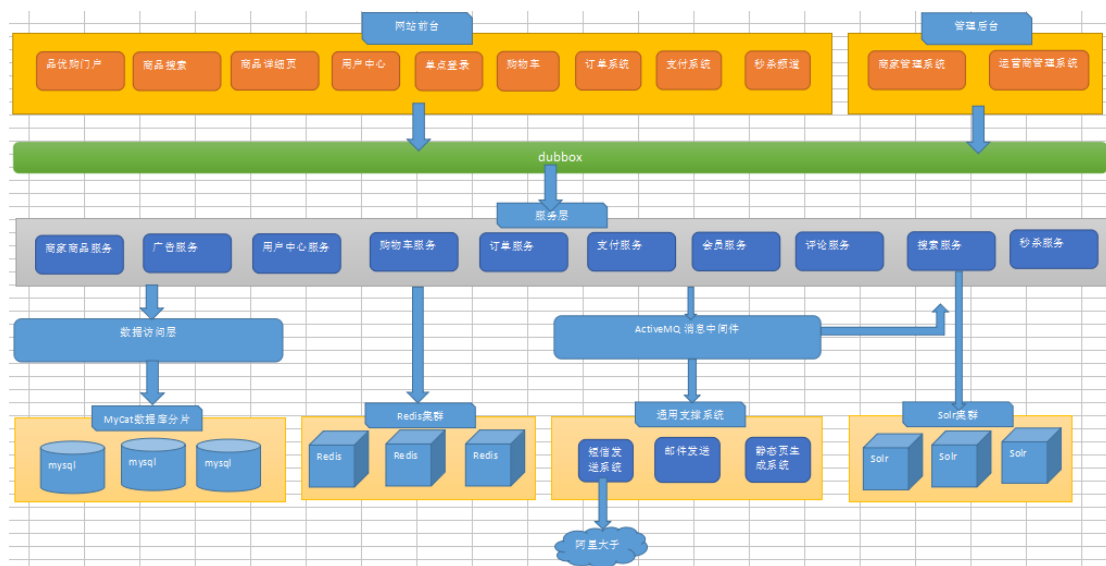 网站前台
管理后台
品优购门户
商品搜索
商品详细页
用户中心
单点登录
购物车
订单系统
支付系统
秒杀频道
商家管理系统
运营商管理系统
dubbox
服务层
商家商品服务
广告服务
用户中心服务
购物车服务
订单服务
支付服务
会员服务
评论服务
搜索服务
秒杀服务
数据访问层
ActiveMQ 消息中间件
MyCat数据库分片
Redis集群
通用支撑系统
Solr集群
mysql
mysql
mysql
Redis
Redis
Redis
短信发
送系统
邮件发送
静态页生
成系统
Solr
Solr
Solr
阿里大于